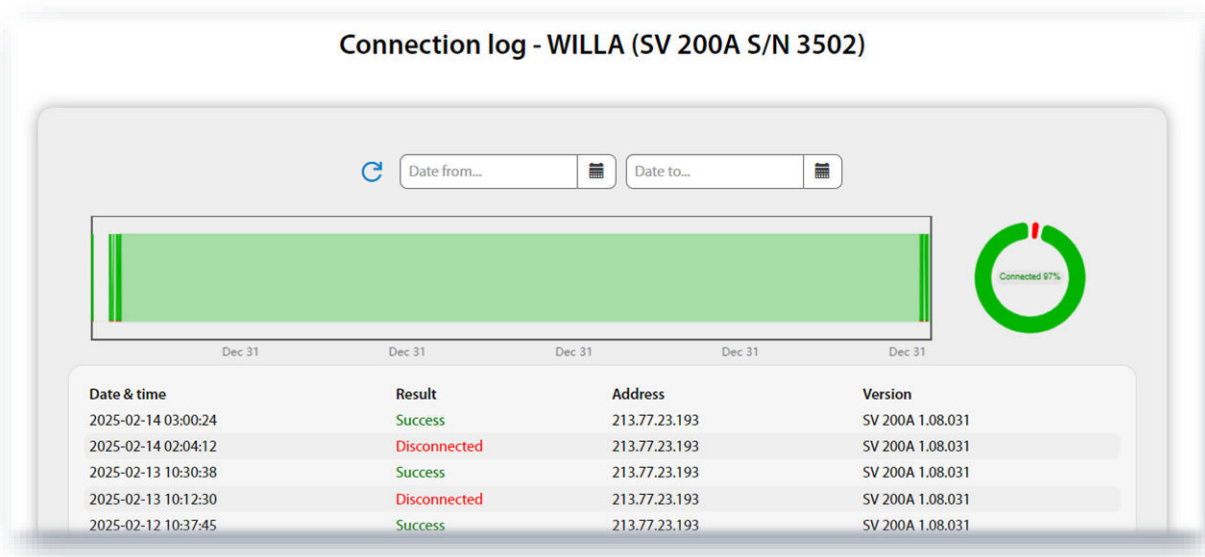 Connection log - WILLA (SV 200A S/N 3502)
Date from... Date to...
Connected 97%
Dec 31 Dec 31 Dec 31 Dec 31 Dec 31
Date & time Result Address Version
2025-02-14 03:00:24 Success 213.77.23.193 SV 200A 1.08.031
2025-02-14 02:04:12 Disconnected 213.77.23.193 SV 200A 1.08.031
2025-02-13 10:30:38 Success 213.77.23.193 SV 200A 1.08.031
2025-02-13 10:12:30 Disconnected 213.77.23.193 SV 200A 1.08.031
2025-02-12 10:37:45 Success 213.77.23.193 SV 200A 1.08.031